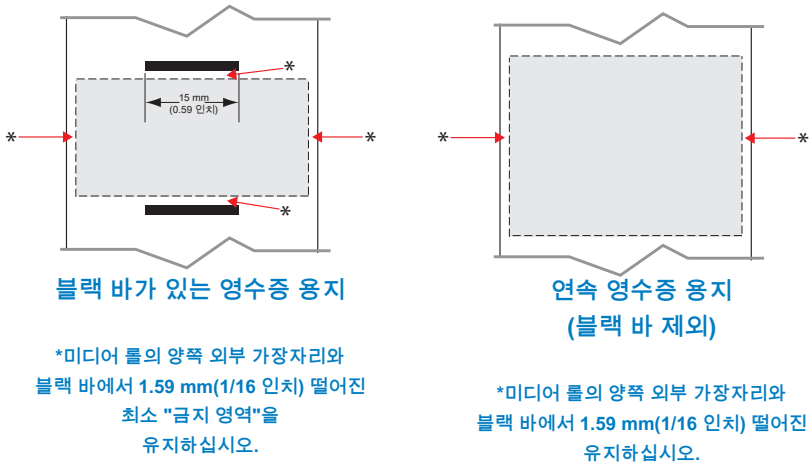 *
15 mm
(0.59 인치)
*
*
*
블랙 바가 있는 영수증 용지
*미디어 롤의 양쪽 외부 가장자리와
블랙 바에서 1.59 mm(1/16 인치) 떨어진
최소 "금지 영역"을
유지하십시오.
*
*
연속 영수증 용지
(블랙 바 제외)
*미디어 롤의 양쪽 외부 가장자리와
블랙 바에서 1.59 mm(1/16 인치) 떨어진
유지하십시오.